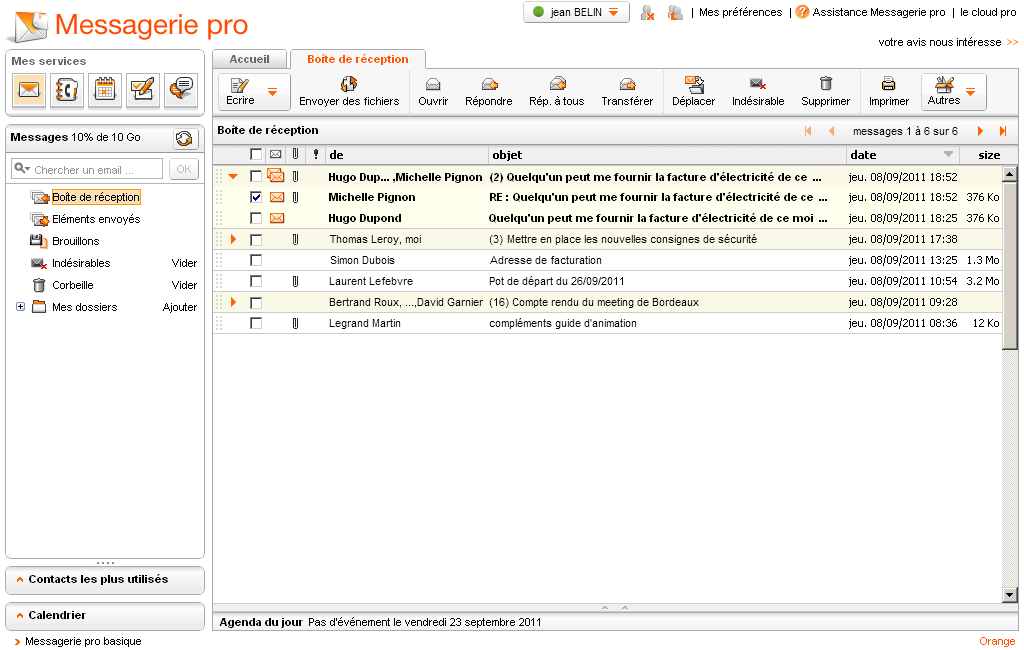 Messagerie pro
jean BELIN
| Mes préférences | Assistance Messagerie pro | le cloud pro
votre avis nous intéresse >>
Mes services
Accueil Boîte de réception
Ecrire Envoyer des fichiers Ouvrir Répondre Rép. à tous Transférer Déplacer Indésirable Supprimer Imprimer Autres
Messages 10% de 10 Go
Chercher un email .... OK
Boîte de réception
Eléments envoyés
Brouillons
Indésirables Vider
Corbeille Vider
Mes dossiers Ajouter
Boîte de réception messages 1 à 6 sur 6
! de objet date size
Hugo Dup... ,Michelle Pignon (2) Quelqu'un peut me fournir la facture d'électricité de ce ... jeu. 08/09/2011 18:52
Michelle Pignon RE : Quelqu'un peut me fournir la facture d'électricité de ce ... jeu. 08/09/2011 18:52 376 Ko
Hugo Dupond Quelqu'un peut me fournir la facture d'électricité de ce moi ... jeu. 08/09/2011 18:25 376 Ko
Thomas Leroy, moi (3) Mettre en place les nouvelles consignes de sécurité jeu. 08/09/2011 17:38
Simon Dubois Adresse de facturation jeu. 08/09/2011 13:25 1.3 Mo
Laurent Lefebvre Pot de départ du 26/09/2011 jeu. 08/09/2011 10:54 3.2 Mo
Bertrand Roux, ...,David Garnier (16) Compte rendu du meeting de Bordeaux jeu. 08/09/2011 09:28
Legrand Martin compléments guide d'animation jeu. 08/09/2011 08:36 12 Ko
Contacts les plus utilisés
Calendrier
Messagerie pro basique
Agenda du jour Pas d'événement le vendredi 23 septembre 2011
Orange